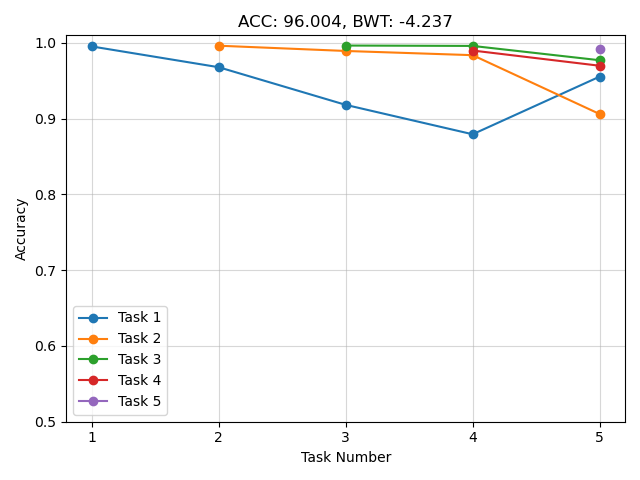 ACC: 96.004, BWT: -4.237
1.0
0.9
0.8
0.7
0.6
0.5
Accuracy
Task 1
Task 2
Task 3
Task 4
Task 5
1 2 3 4 5
Task Number